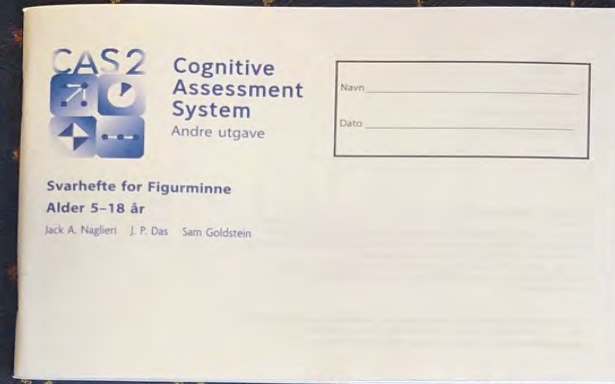 CAS2
Cognitive
Assessment
System
Andre utgave
Navn
Dato
Svarhefte for Figurminne
Alder 5–18 år
Jack A. Naglieri J. P. Das Sam Goldstein